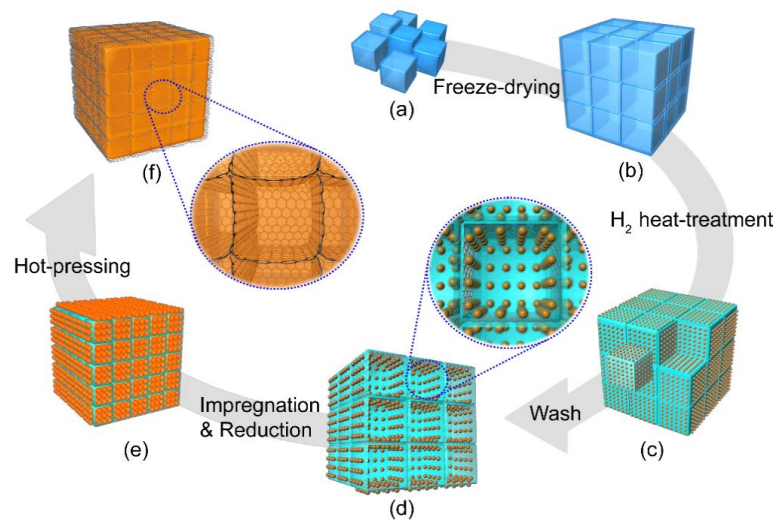 (a)
Freeze-drying
(b)
(f)
H₂ heat-treatment
Hot-pressing
Impregnation
& Reduction
Wash
(c)
(e)
(d)